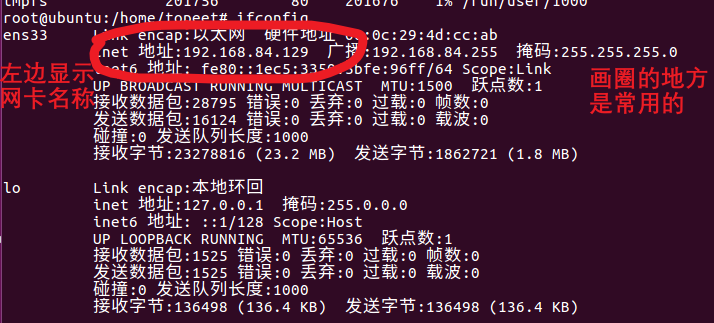 tmpfs 201756 80 201676 1% /run/user/1000
root@ubuntu:/home/topeet# ifconfig
ens33 Link encap:以太网 硬件地址 0c:29:4d:cc:ab
inet 地址:192.168.84.129 广播:192.168.84.255 掩码:255.255.255.0
inet6 地址: fe80::1ec5:335 :5bfe:96ff/64 Scope:Link
UP BROADCAST RUNNING MULTICAST MTU:1500 跃点数:1
接收数据包:28795 错误:0 丢弃:0 过载:0 帧数:0
发送数据包:16124 错误:0 丢弃:0 过载:0 载波:0
碰撞:0 发送队列长度:1000
接收字节:23278816 (23.2 MB) 发送字节:1862721 (1.8 MB)
左边显示
网卡名称
画圈的地方
是常用的
lo Link encap:本地环回
inet 地址:127.0.0.1 掩码:255.0.0.0
inet6 地址: ::1/128 Scope:Host
UP LOOPBACK RUNNING MTU:65536 跃点数:1
接收数据包:1525 错误:0 丢弃:0 过载:0 帧数:0
发送数据包:1525 错误:0 丢弃:0 过载:0 载波:0
碰撞:0 发送队列长度:1000
接收字节:136498 (136.4 KB) 发送字节:136498 (136.4 KB)